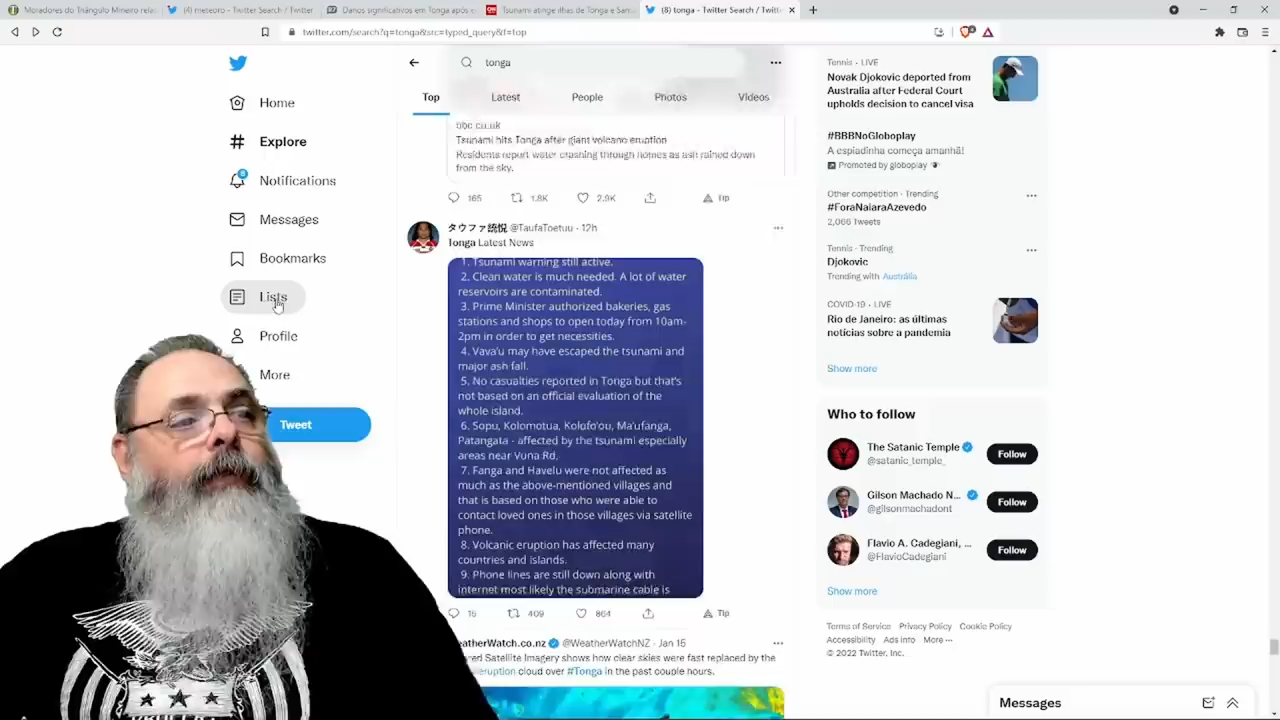 Moradores do Triângulo Mineiro rela
(4) meteoro - Twitter Search / Twitter
Danos significativos em Tonga após e
Tsunami atinge ilhas de Tonga e Sam
(8) tonga - Twitter Search / Twitt
twitter.com/search?q=tonga&src=typed_query&f=top
Home
Explore
8
Notifications
Messages
Bookmarks
Lists
Profile
More
Tweet
tonga
Top
Latest
People
Photos
Videos
bbc.co.uk
Tsunami hits Tonga after giant volcano eruption
Residents report water crashing through homes as ash rained down
from the sky.
165
1.8K
2.9K
Tip
タウファ統悦 @TaufaToetuu · 12h
Tonga Latest News
1. Tsunami warning still active.
2. Clean water is much needed. A lot of water
reservoirs are contaminated.
3. Prime Minister authorized bakeries, gas
stations and shops to open today from 10am-
2pm in order to get necessities.
4. Vava'u may have escaped the tsunami and
major ash fall.
5. No casualties reported in Tonga but that's
not based on an official evaluation of the
whole island.
6. Sopu, Kolomotua, Kolofo'ou, Ma'ufanga,
Patangata - affected by the tsunami especially
areas near Vuna Rd.
7. Fanga and Havelu were not affected as
much as the above-mentioned villages and
that is based on those who were able to
contact loved ones in those villages via satellite
phone.
8. Volcanic eruption has affected many
countries and islands.
9. Phone lines are still down along with
internet most likely the submarine cable is
15
409
864
Tip
eatherWatch.co.nz @WeatherWatchNZ · Jan 15
red Satellite Imagery shows how clear skies were fast replaced by the
eruption cloud over #Tonga in the past couple hours.
Tennis · LIVE
Novak Djokovic deported from
Australia after Federal Court
upholds decision to cancel visa
#BBBNoGloboplay
A espiadinha começa amanhã!
Promoted by globoplay
Other competition · Trending
#ForaNaiaraAzevedo
2,066 Tweets
Tennis · Trending
Djokovic
Trending with Austrália
COVID-19 · LIVE
Rio de Janeiro: as últimas
notícias sobre a pandemia
Show more
Who to follow
The Satanic Temple
@satanic_temple_
Follow
Gilson Machado N...
@gilsonmachadont
Follow
Flavio A. Cadegiani, ...
@FlavioCadegiani
Follow
Show more
Terms of Service Privacy Policy Cookie Policy
Accessibility Ads info More ···
© 2022 Twitter, Inc.
Messages